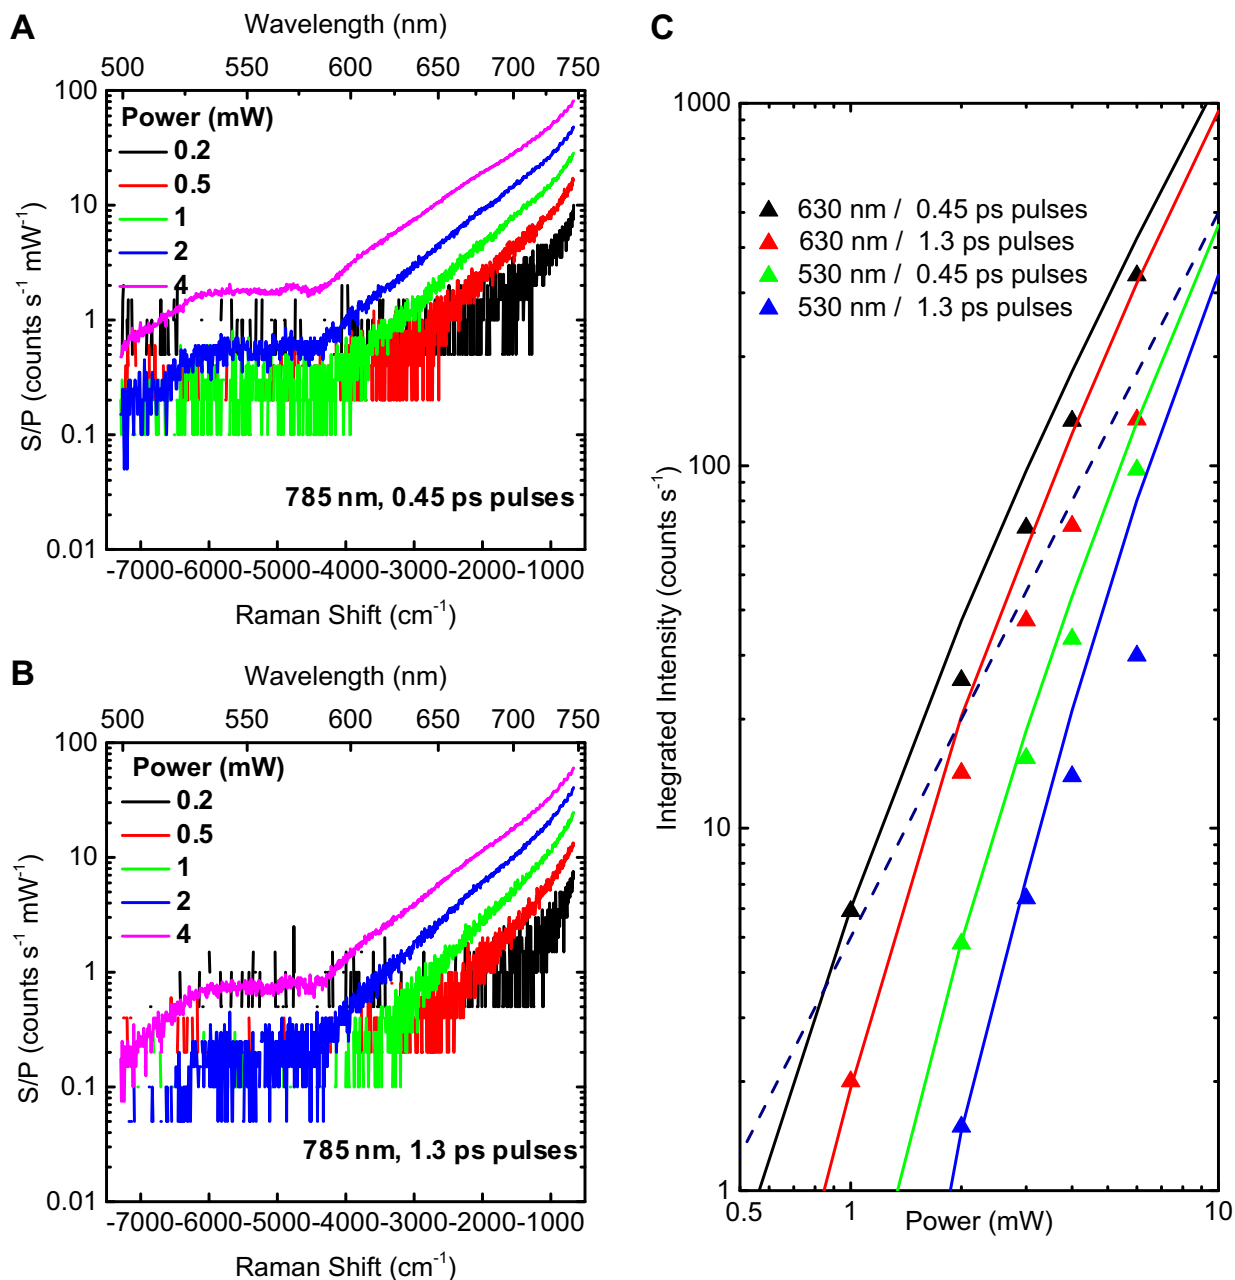 A
Wavelength (nm)
500 550 600 650 700 750
100
10
1
0.1
0.01
S/P (counts s⁻¹ mW⁻¹)
Power (mW)
0.2
0.5
1
2
4
785 nm, 0.45 ps pulses
-7000 -6000 -5000 -4000 -3000 -2000 -1000
Raman Shift (cm⁻¹)
B
Wavelength (nm)
500 550 600 650 700 750
100
10
1
0.1
0.01
S/P (counts s⁻¹ mW⁻¹)
Power (mW)
0.2
0.5
1
2
4
785 nm, 1.3 ps pulses
-7000 -6000 -5000 -4000 -3000 -2000 -1000
Raman Shift (cm⁻¹)
C
1000
100
10
1
Integrated Intensity (counts s⁻¹)
630 nm / 0.45 ps pulses
630 nm / 1.3 ps pulses
530 nm / 0.45 ps pulses
530 nm / 1.3 ps pulses
0.5 1 10
Power (mW)